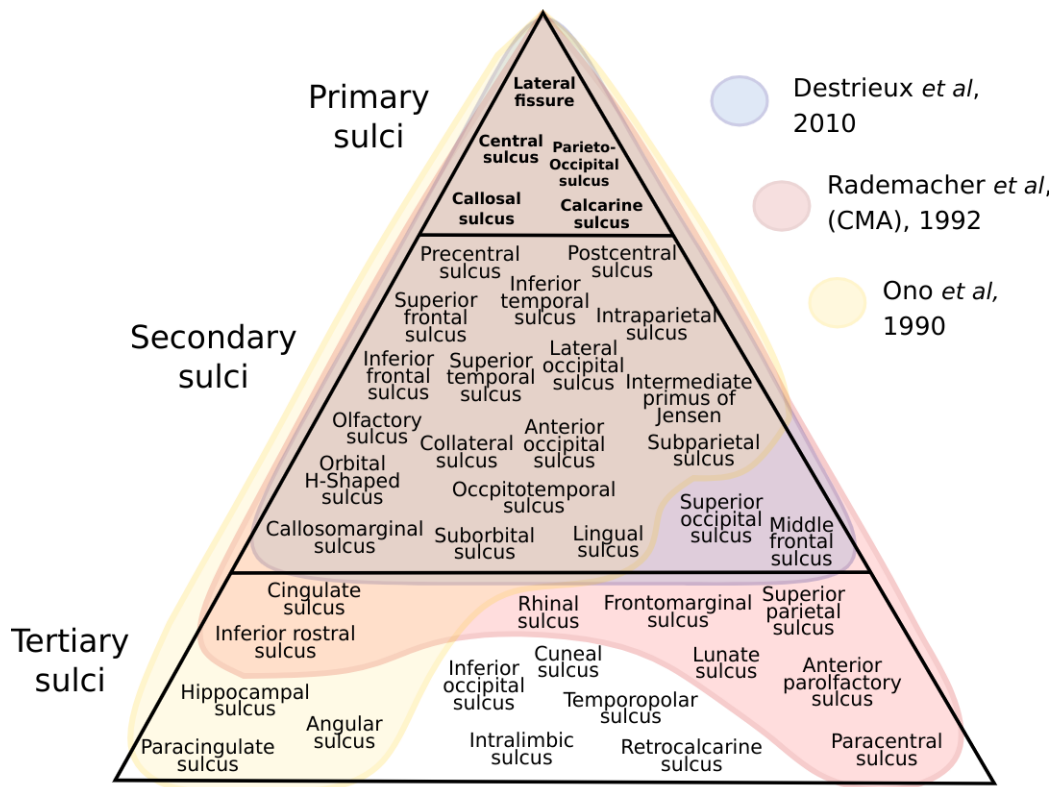 Primary
sulci
Lateral
fissure
Central
sulcus
Parieto-
Occipital
sulcus
Callosal
sulcus
Calcarine
sulcus
Destrieux et al,
2010
Rademacher et al,
(CMA), 1992
Ono et al,
1990
Secondary
sulci
Precentral
sulcus
Postcentral
sulcus
Superior
frontal
sulcus
Inferior
temporal
sulcus
Intraparietal
sulcus
Inferior
frontal
sulcus
Superior
temporal
sulcus
Lateral
occipital
sulcus
Intermediate
primus of
Jensen
Olfactory
sulcus
Collateral
sulcus
Anterior
occipital
sulcus
Subparietal
sulcus
Orbital
H-Shaped
sulcus
Occpitotemporal
sulcus
Superior
occipital
sulcus
Middle
frontal
sulcus
Callosomarginal
sulcus
Suborbital
sulcus
Lingual
sulcus
Tertiary
sulci
Cingulate
sulcus
Rhinal
sulcus
Frontomarginal
sulcus
Superior
parietal
sulcus
Inferior rostral
sulcus
Inferior
occipital
sulcus
Cuneal
sulcus
Lunate
sulcus
Anterior
parolfactory
sulcus
Hippocampal
sulcus
Angular
sulcus
Temporopolar
sulcus
Paracingulate
sulcus
Intralimbic
sulcus
Retrocalcarine
sulcus
Paracentral
sulcus